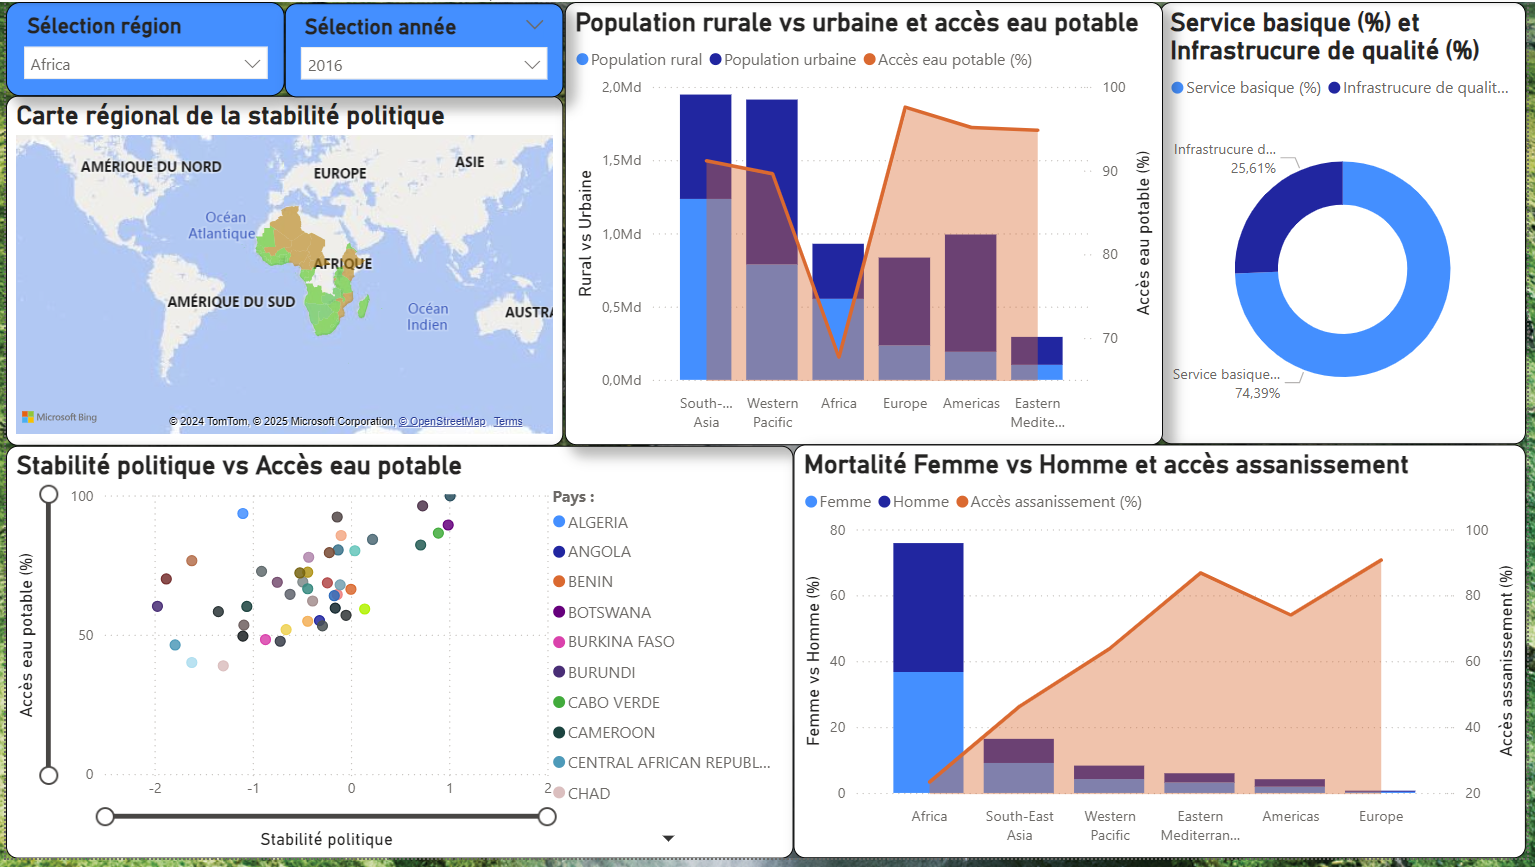 Sélection région
Africa
Sélection année
2016
Carte régional de la stabilité politique
AMÉRIQUE DU NORD
EUROPE
ASIE
Océan
Atlantique
AFRIQUE
AMÉRIQUE DU SUD
Océan
Indien
AUSTRA
Microsoft Bing
© 2024 TomTom, © 2025 Microsoft Corporation, © OpenStreetMap Terms
Population rurale vs urbaine et accès eau potable
Population rural Population urbaine Accès eau potable (%)
2,0Md
1,5Md
1,0Md
0,5Md
0,0Md
Rural vs Urbaine
100
90
80
70
Accès eau potable (%)
South-... Asia
Western Pacific
Africa
Europe
Americas
Eastern Medite...
Service basique (%) et
Infrastrucure de qualité (%)
Service basique (%) Infrastrucure de qualit...
Infrastrucure d...
25,61%
Service basique...
74,39%
Stabilité politique vs Accès eau potable
100
50
0
Accès eau potable (%)
-2 -1 0 1 2
Stabilité politique
Pays :
ALGERIA
ANGOLA
BENIN
BOTSWANA
BURKINA FASO
BURUNDI
CABO VERDE
CAMEROON
CENTRAL AFRICAN REPUBL...
CHAD
Mortalité Femme vs Homme et accès assanissement
Femme Homme Accès assanissement (%)
80
60
40
20
0
Femme vs Homme (%)
100
80
60
40
20
Accès assanissement (%)
Africa
South-East Asia
Western Pacific
Eastern Mediterran...
Americas
Europe